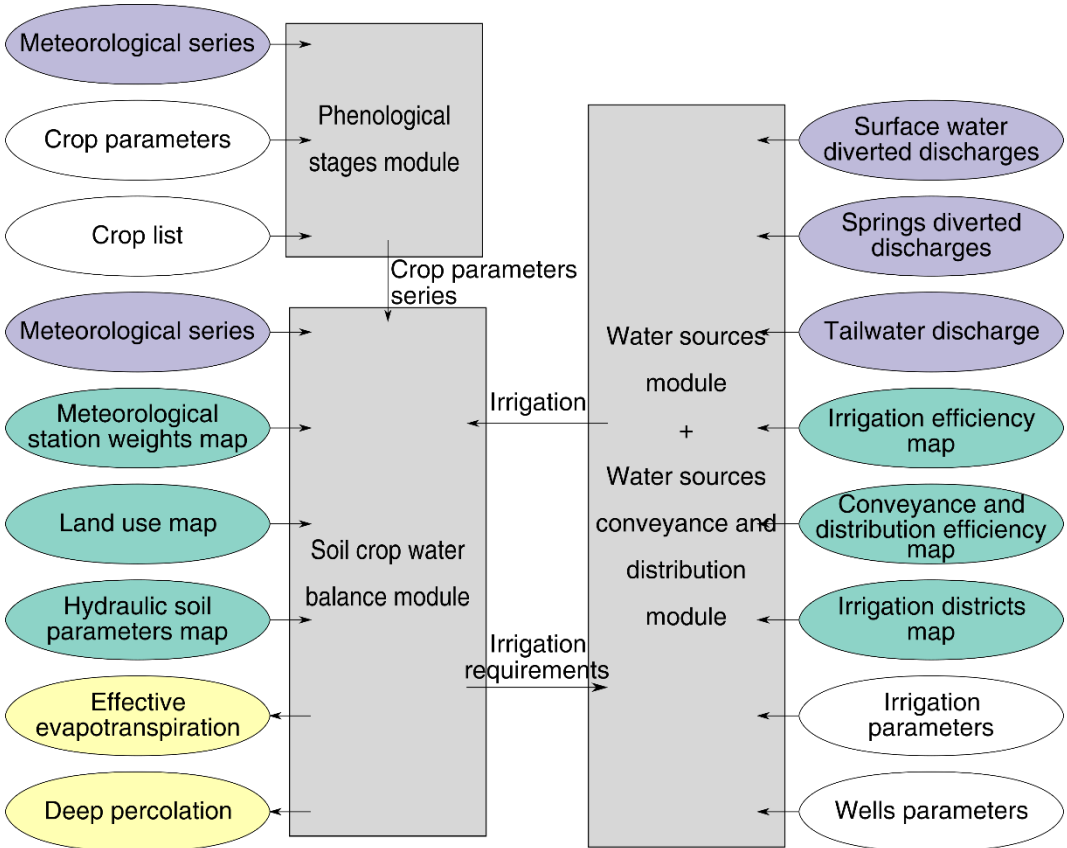 Meteorological series
Crop parameters
Crop list
Phenological
stages module
Crop parameters
series
Meteorological series
Meteorological
station weights map
Land use map
Hydraulic soil
parameters map
Effective
evapotranspiration
Deep percolation
Soil crop water
balance module
Irrigation
Irrigation
requirements
Water sources
module
+
Water sources
conveyance and
distribution
module
Surface water
diverted discharges
Springs diverted
discharges
Tailwater discharge
Irrigation efficiency
map
Conveyance and
distribution efficiency
map
Irrigation districts
map
Irrigation
parameters
Wells parameters